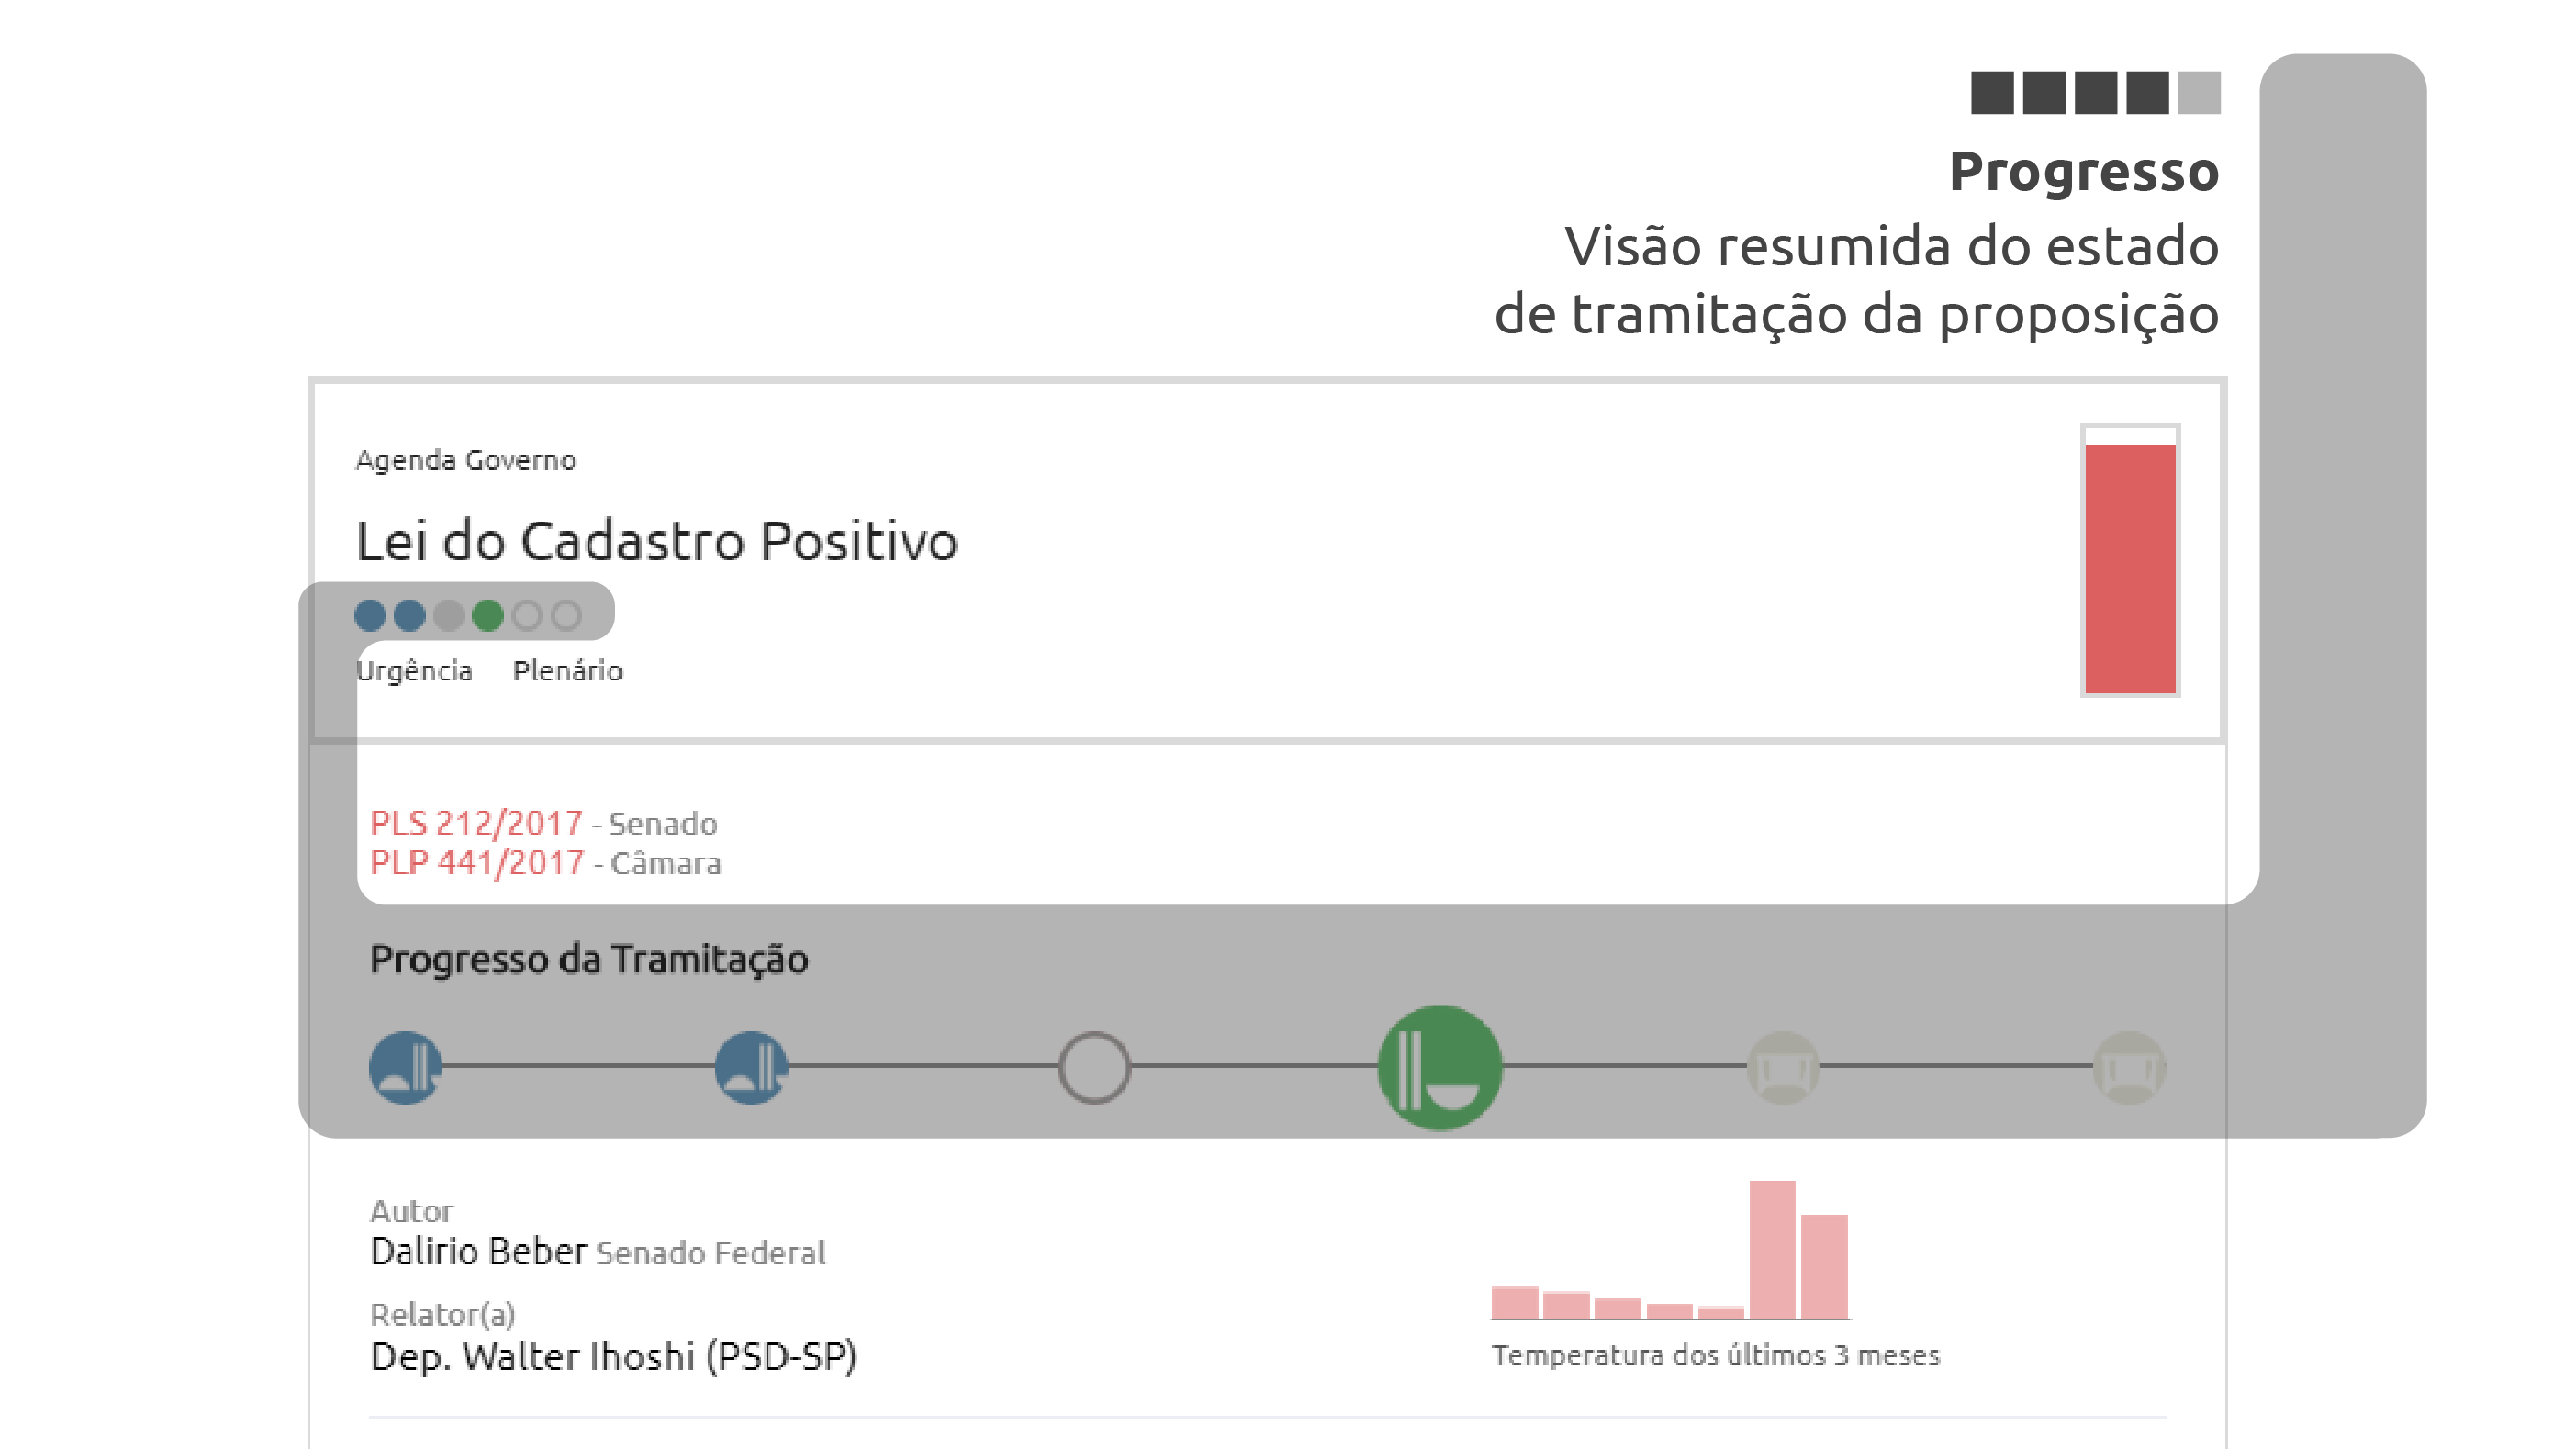 Progresso
Visão resumida do estado
de tramitação da proposição
Agenda Governo
Lei do Cadastro Positivo
Urgência Plenário
PLS 212/2017 - Senado
PLP 441/2017 - Câmara
Progresso da Tramitação
Autor
Dalirio Beber Senado Federal
Relator(a)
Dep. Walter Ihoshi (PSD-SP)
Temperatura dos últimos 3 meses